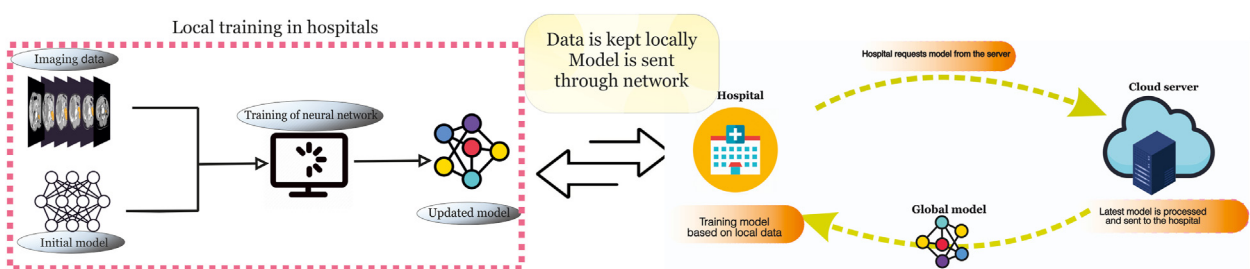 Local training in hospitals
Imaging data
Training of neural network
Initial model
Updated model
Data is kept locally
Model is sent
through network
Hospital requests model from the server
Hospital
Cloud server
Training model
based on local data
Global model
Latest model is processed
and sent to the hospital